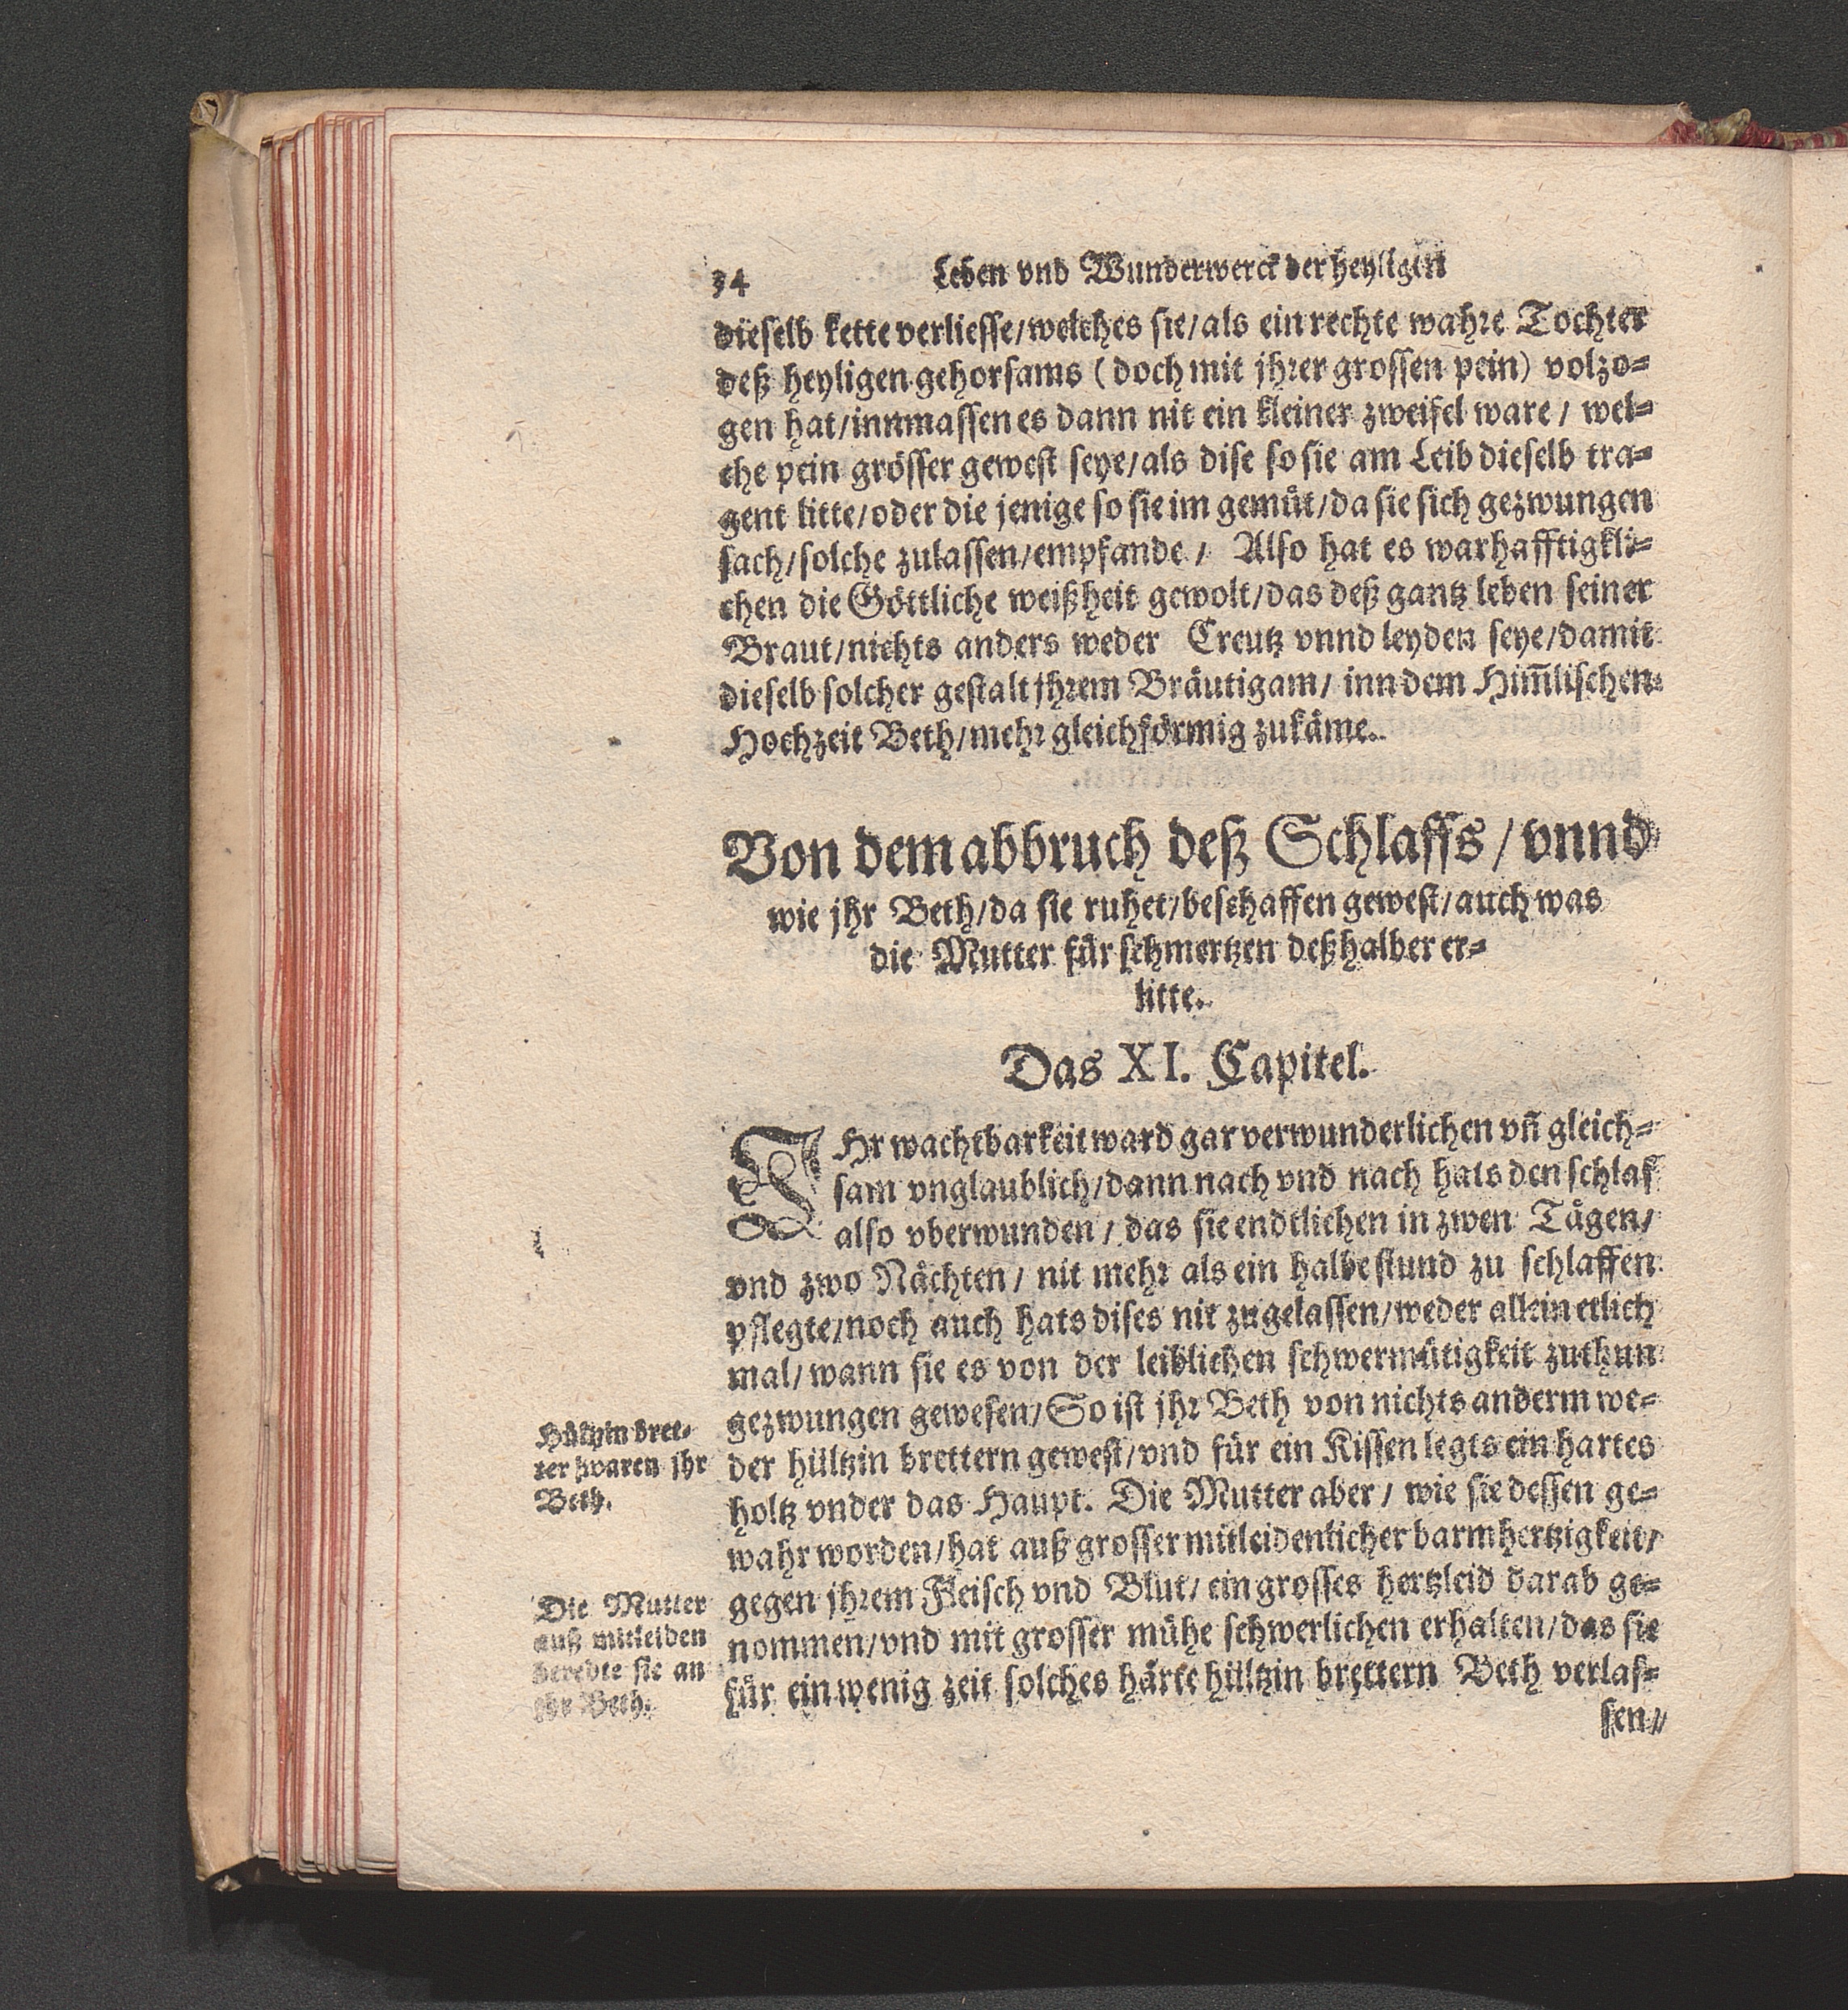 34 Leben vnd Wunderwerck der heyligen
dieselb kette verliesse/welches sie/als ein rechte wahre Tochter
deß heyligen gehorsams (doch mit jhrer grossen pein) volzo-
gen hat/innmassen es dann nit ein kleiner zweifel ware/ wel-
che pein grösser gewest seye/als dise so sie am Leib dieselb tra-
gent litte/oder die jenige so sie im gemüt/da sie sich gezwungen
sach/solche zulassen/empfande/ Also hat es warhafftigkli-
chen die Göttliche weißheit gewolt/das deß gantz leben seiner
Braut/nichts anders weder Creutz vnnd leyden seye/damit
dieselb solcher gestalt jhrem Bräutigam/ inn dem Him̃lischen
Hochzeit Beth/mehr gleichförmig zukäme.
Von dem abbruch deß Schlaffs/vnnd
wie jhr Beth/da sie ruhet/beschaffen gewest/auch was
die Mutter für schmertzen deßhalber er-
litte.
Das XI. Capitel.
IHr wachtbarkeit ward gar verwunderlichen vñ gleich-
sam vnglaublich/dann nach vnd nach hats den schlaf
also vberwunden/ das sie endtlichen in zwen Tägen/
vnd zwo Nächten/ nit mehr als ein halbe stund zu schlaffen
pflegte/noch auch hats dises nit zugelassen/weder allein etlich
mal/wann sie es von der leiblichen schwermütigkeit zuthun
gezwungen gewesen/So ist jhr Beth von nichts anderm we-
der hültzin brettern gewest/vnd für ein Kissen legts ein hartes
holtz vnder das Haupt. Die Mutter aber/ wie sie dessen ge-
wahr worden/hat auß grosser mitleidenlicher barmhertzigkeit/
gegen jhrem Fleisch vnd Blut/ ein grosses hertzleid darab ge-
nommen/vnd mit grosser mühe schwerlichen erhalten/das sie
für ein wenig zeit solches härte hültzin brettern Beth verlas-
sen/
Hültzin bret-
ter waren jhr
Beth.
Die Mutter
auß mitleiden
beredte sie an
jhr Beth.